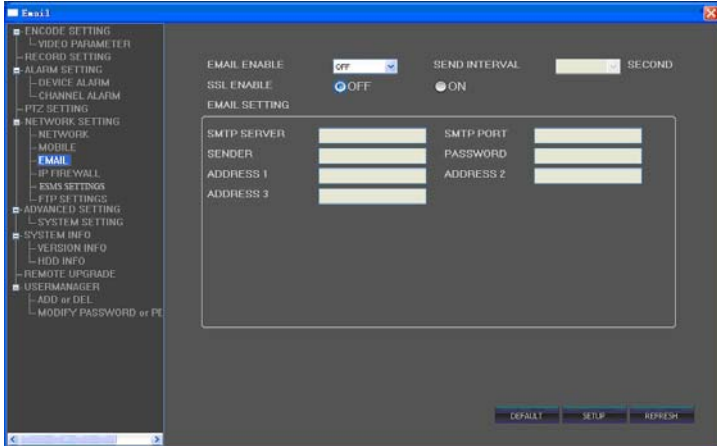 Email
ENCODE SETTING
VIDEO PARAMETER
RECORD SETTING
ALARM SETTING
DEVICE ALARM
CHANNEL ALARM
PTZ SETTING
NETWORK SETTING
NETWORK
MOBILE
EMAIL
IP FIREWALL
ESMS SETTINGS
FTP SETTINGS
ADVANCED SETTING
SYSTEM SETTING
SYSTEM INFO
VERSION INFO
HDD INFO
REMOTE UPGRADE
USERMANAGER
ADD or DEL
MODIFY PASSWORD or PE
EMAIL ENABLE OFF SEND INTERVAL SECOND
SSL ENABLE OFF ON
EMAIL SETTING
SMTP SERVER SMTP PORT
SENDER PASSWORD
ADDRESS 1 ADDRESS 2
ADDRESS 3
DEFAULT SETUP REFRESH